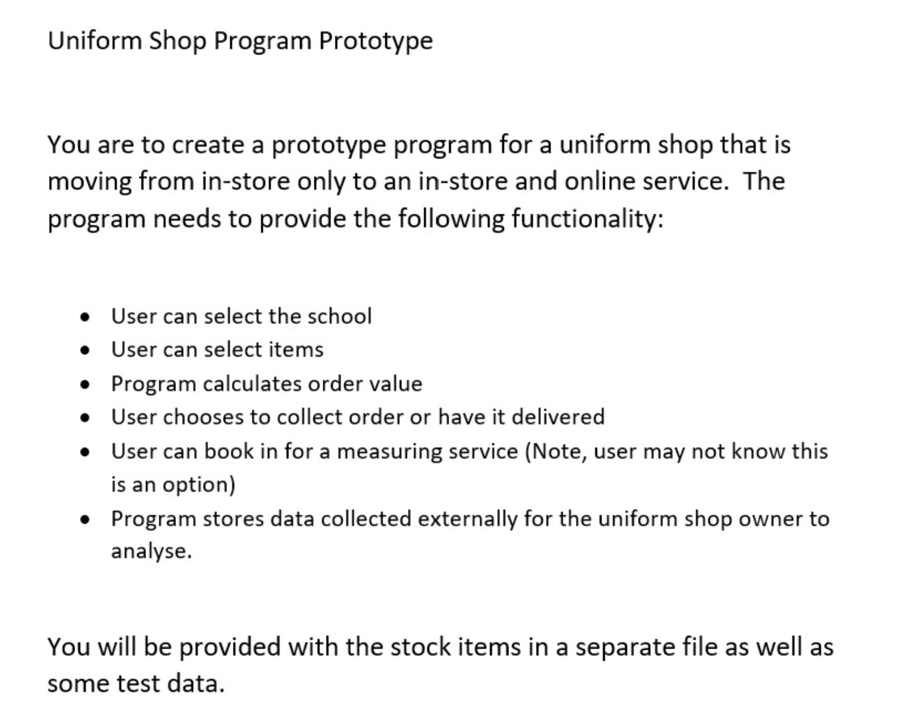 Uniform Shop Program Prototype
You are to create a prototype program for a uniform shop that is
moving from in-store only to an in-store and online service.  The
program needs to provide the following functionality:
• User can select the school
• User can select items
• Program calculates order value
• User chooses to collect order or have it delivered
• User can book in for a measuring service (Note, user may not know this
is an option)
• Program stores data collected externally for the uniform shop owner to
analyse.
You will be provided with the stock items in a separate file as well as
some test data.